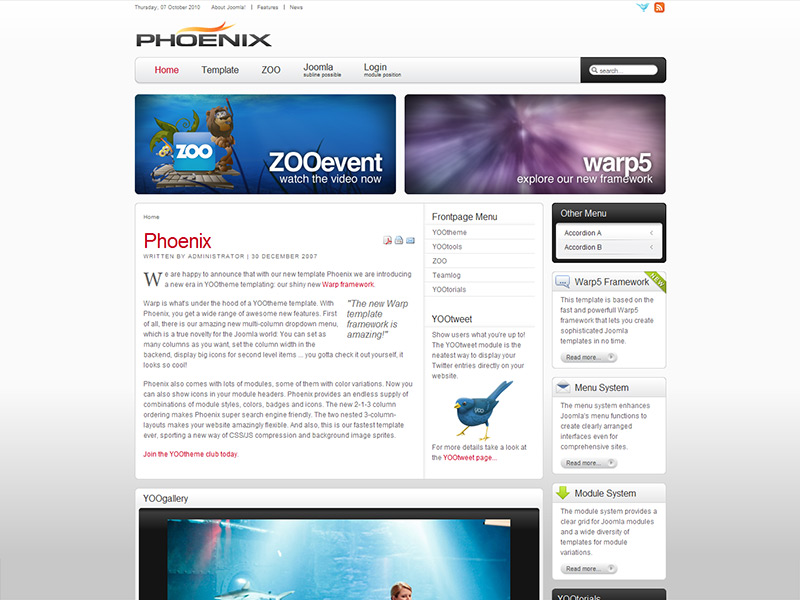 Thursday, 07 October 2010 About Joomla! | Features | News
PHOENIX
Home Template ZOO Joomla Login
subline possible module position
search...
ZOO
ZOOevent
watch the video now
warp5
explore our new framework
Home
Phoenix
WRITTEN BY ADMINISTRATOR | 30 DECEMBER 2007
We are happy to announce that with our new template Phoenix we are introducing
a new era in YOOtheme templating: our shiny new Warp framework.
Warp is what's under the hood of a YOOtheme template. With
Phoenix, you get a wide range of awesome new features. First
of all, there is our amazing new multi-column dropdown menu,
which is a true novelty for the Joomla world: You can set as
many columns as you want, set the column width in the
backend, display big icons for second level items ... you gotta check it out yourself, it
looks so cool!
"The new Warp
template
framework is
amazing!"
Phoenix also comes with lots of modules, some of them with color variations. Now you
can also show icons in your module headers. Phoenix provides an endless supply of
combinations of module styles, colors, badges and icons. The new 2-1-3 column
ordering makes Phoenix super search engine friendly. The two nested 3-column-
layouts make your website amazingly flexible. And also, this is our fastest template
ever, sporting a new way of CSS/JS compression and background image sprites.
Join the YOOtheme club today.
Frontpage Menu
YOOtheme
YOOtools
ZOO
Teamlog
YOOtorials
YOOtweet
Show users what you're up to!
The YOOtweet module is the
neatest way to display your
Twitter entries directly on your
website.
YOO
For more details take a look at
the YOOtweet page...
Other Menu
Accordion A
Accordion B
NEW
Warp5 Framework
This template is based on the
fast and powerfull Warp5
framework that lets you create
sophisticated Joomla
templates in no time.
Read more...
Menu System
The menu system enhances
Joomla's menu functions to
create clearly arranged
interfaces even for
comprehensive sites.
Read more...
Module System
The module system provides a
clear grid for Joomla modules
and a wide diversity of
templates for module
variations.
Read more...
YOOtorials
YOOgallery